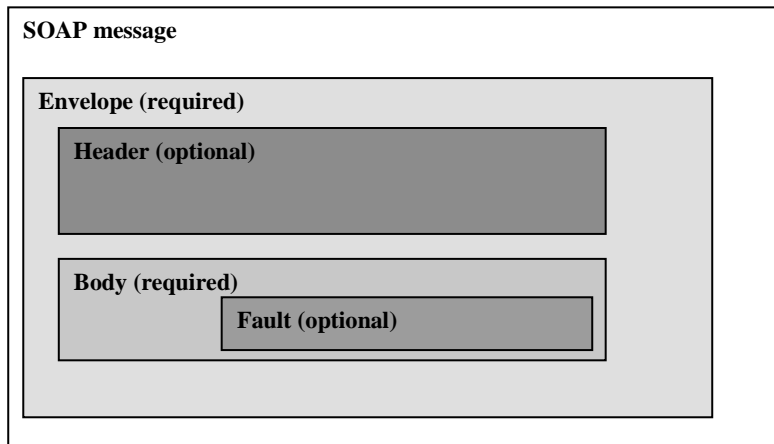 SOAP message
Envelope (required)
Header (optional)
Body (required)
Fault (optional)